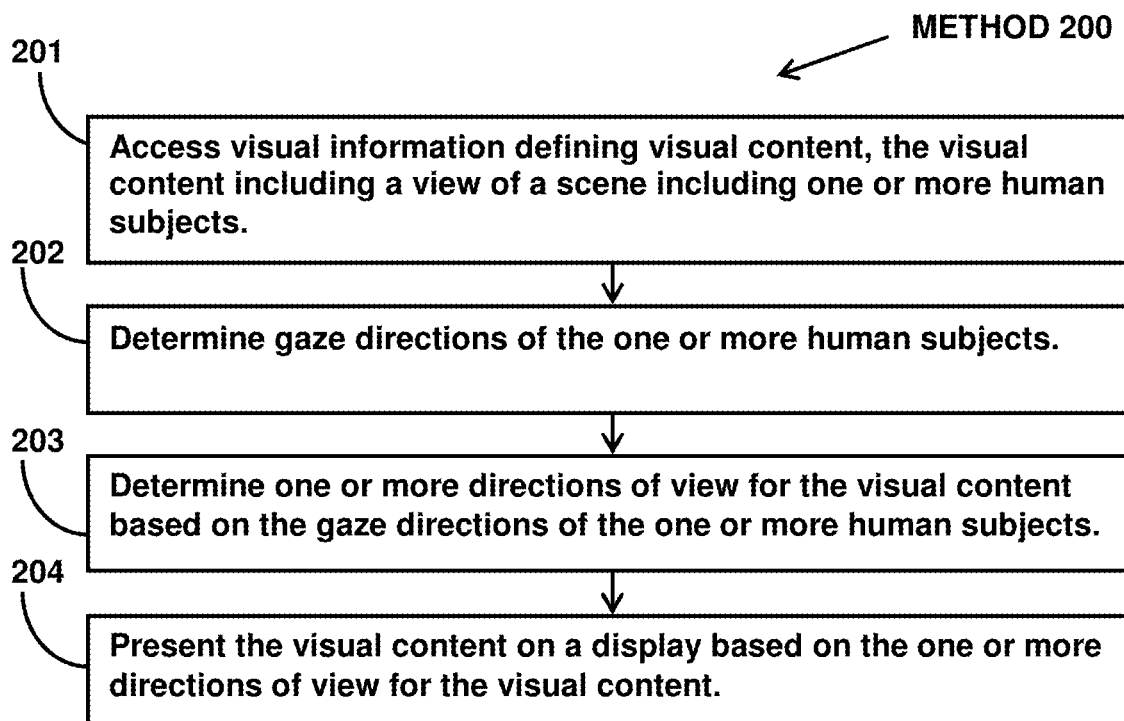 METHOD 200
201
Access visual information defining visual content, the visual
content including a view of a scene including one or more human
subjects.
202
Determine gaze directions of the one or more human subjects.
203
Determine one or more directions of view for the visual content
based on the gaze directions of the one or more human subjects.
204
Present the visual content on a display based on the one or more
directions of view for the visual content.